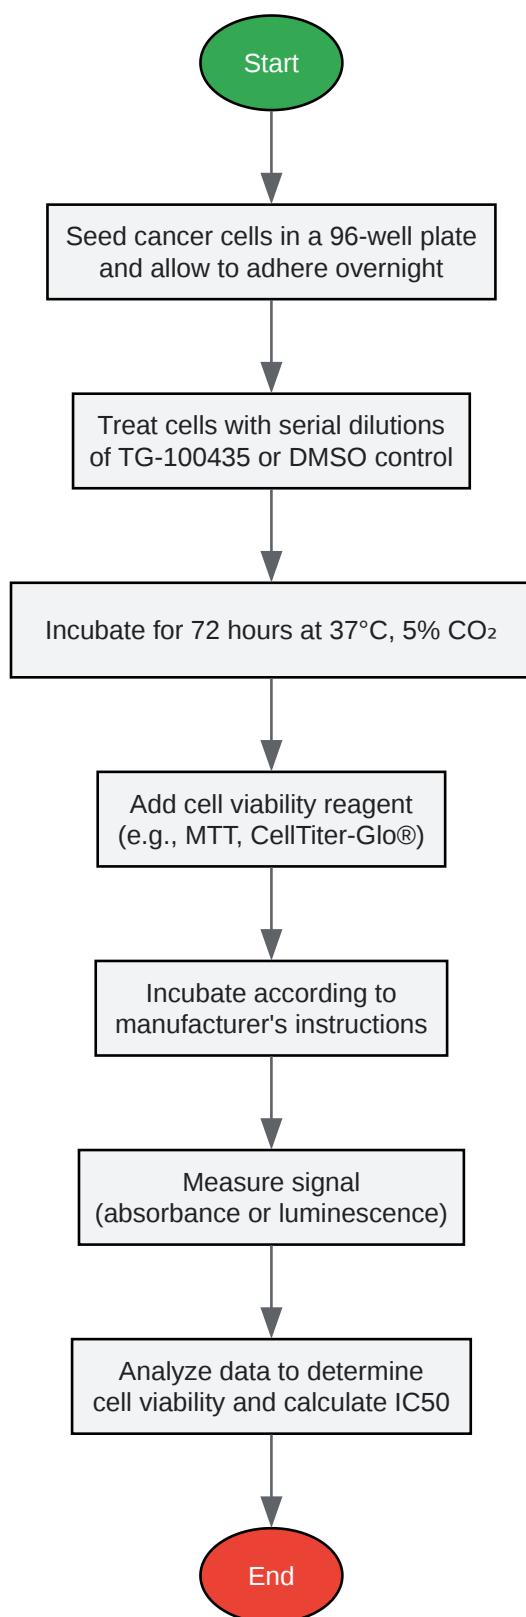 Start
Seed cancer cells in a 96-well plate
and allow to adhere overnight
Treat cells with serial dilutions
of TG-100435 or DMSO control
Incubate for 72 hours at 37°C, 5% CO₂
Add cell viability reagent
(e.g., MTT, CellTiter-Glo®)
Incubate according to
manufacturer's instructions
Measure signal
(absorbance or luminescence)
Analyze data to determine
cell viability and calculate IC50
End